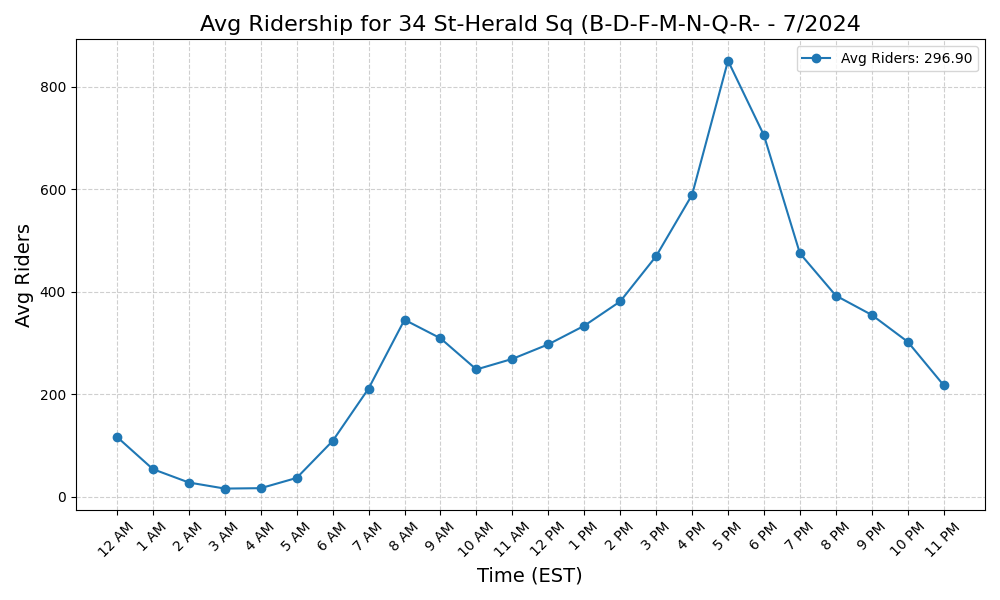 Avg Ridership for 34 St-Herald Sq (B-D-F-M-N-Q-R- - 7/2024
Avg Riders: 296.90
Avg Riders
800
600
400
200
0
12 AM
1 AM
2 AM
3 AM
4 AM
5 AM
6 AM
7 AM
8 AM
9 AM
10 AM
11 AM
12 PM
1 PM
2 PM
3 PM
4 PM
5 PM
6 PM
7 PM
8 PM
9 PM
10 PM
11 PM
Time (EST)